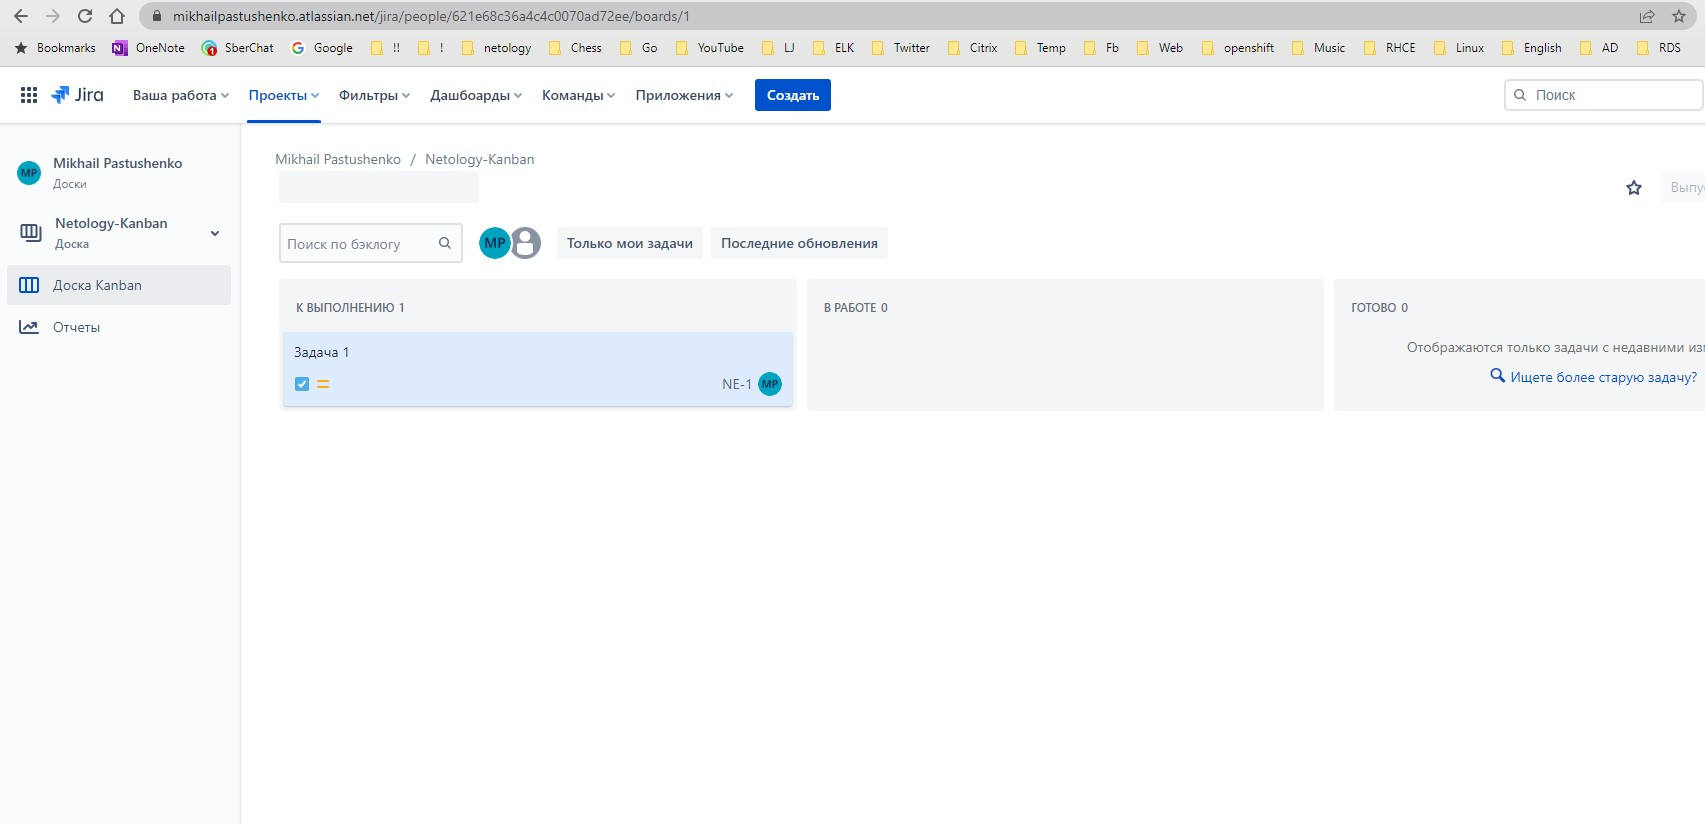 mikhailpastushenko.atlassian.net/jira/people/621e68c36a4c4c0070ad72ee/boards/1
Bookmarks OneNote SberChat 1 Google !! ! netology Chess Go YouTube LJ ELK Twitter Citrix Temp Fb Web openshift Music RHCE Linux English AD RDS
Jira Ваша работа Проекты Фильтры Дашборды Команды Приложения Создать Поиск
MP Mikhail Pastushenko
Доски
Netology-Kanban
Доска
Доска Kanban
Отчеты
Mikhail Pastushenko / Netology-Kanban
Выпу
Поиск по бэклогу MP Только мои задачи Последние обновления
К ВЫПОЛНЕНИЮ 1 В РАБОТЕ 0 ГОТОВО 0
Задача 1
NE-1 MP
Отображаются только задачи с недавними из
Ищете более старую задачу?